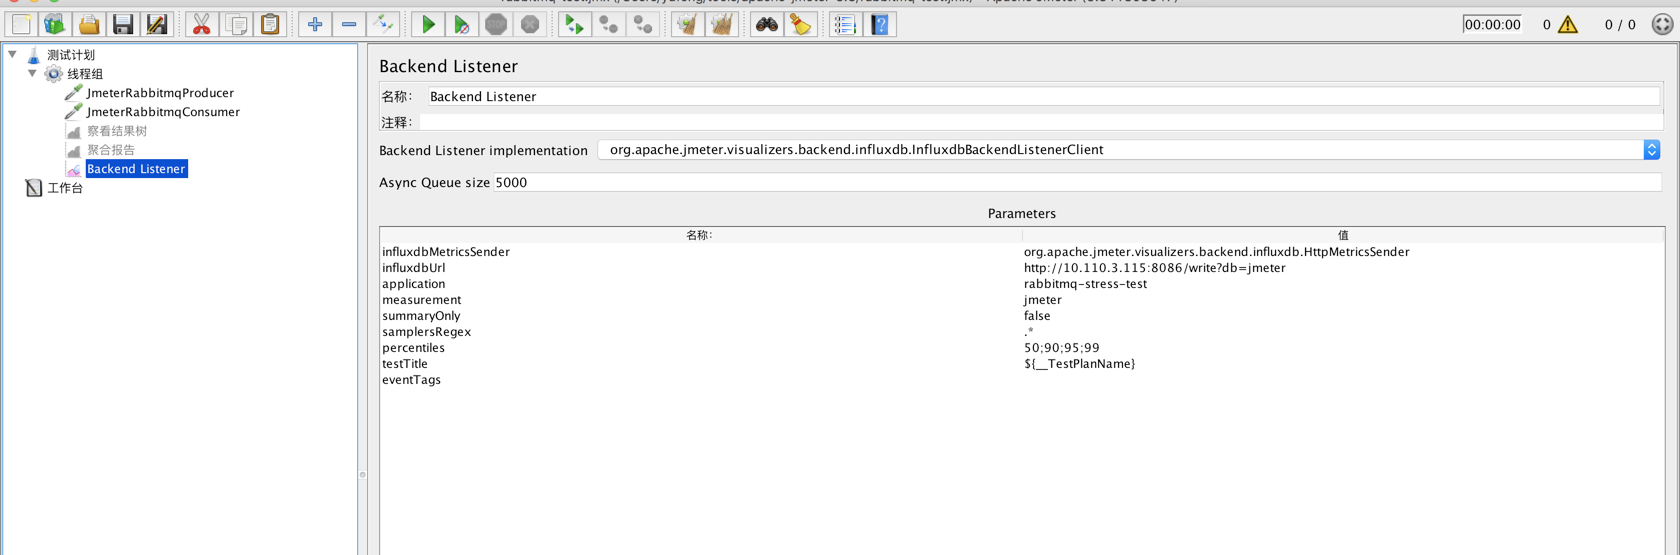 00:00:00 0 0 / 0
测试计划
线程组
JmeterRabbitmqProducer
JmeterRabbitmqConsumer
察看结果树
聚合报告
Backend Listener
工作台
Backend Listener
名称: Backend Listener
注释:
Backend Listener implementation org.apache.jmeter.visualizers.backend.influxdb.InfluxdbBackendListenerClient
Async Queue size 5000
Parameters
名称: 值
influxdbMetricsSender org.apache.jmeter.visualizers.backend.influxdb.HttpMetricsSender
influxdbUrl http://10.110.3.115:8086/write?db=jmeter
application rabbitmq-stress-test
measurement jmeter
summaryOnly false
samplersRegex .*
percentiles 50;90;95;99
testTitle ${__TestPlanName}
eventTags